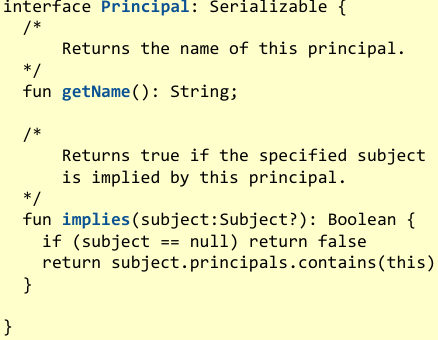 interface Principal: Serializable {
  /*
      Returns the name of this principal.
  */
  fun getName(): String;

  /*
      Returns true if the specified subject
      is implied by this principal.
  */
  fun implies(subject:Subject?): Boolean {
    if (subject == null) return false
    return subject.principals.contains(this)
  }

}